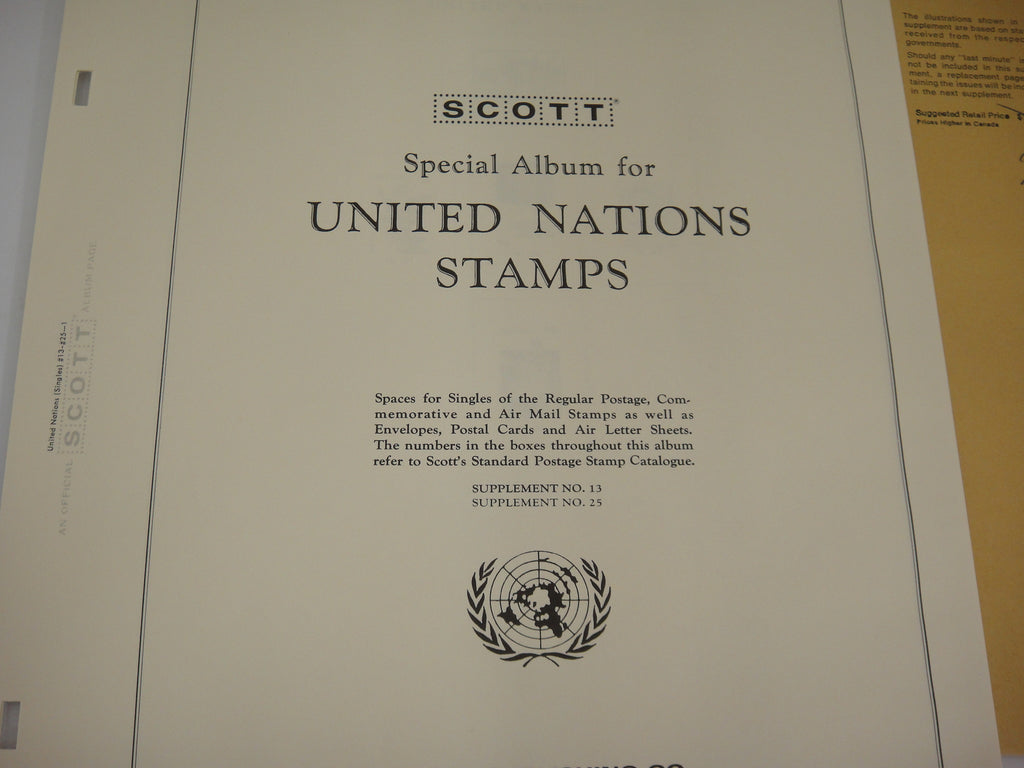 SCOTT®
Special Album for
UNITED NATIONS
STAMPS
Spaces for Singles of the Regular Postage, Com-
memorative and Air Mail Stamps as well as
Envelopes, Postal Cards and Air Letter Sheets.
The numbers in the boxes throughout this album
refer to Scott's Standard Postage Stamp Catalogue.
SUPPLEMENT NO. 13
SUPPLEMENT NO. 25
United Nations (Singles) #13-#25—1
AN OFFICIAL SCOTT ALBUM PAGE
The illustrations shown in
supplement are based on
received from the
governments.
Should any "last minute"
not be included in this
ment, a replacement
taining the issues will be
in the next supplement.
Suggested Retail Price
Prices Higher in Canada
CO